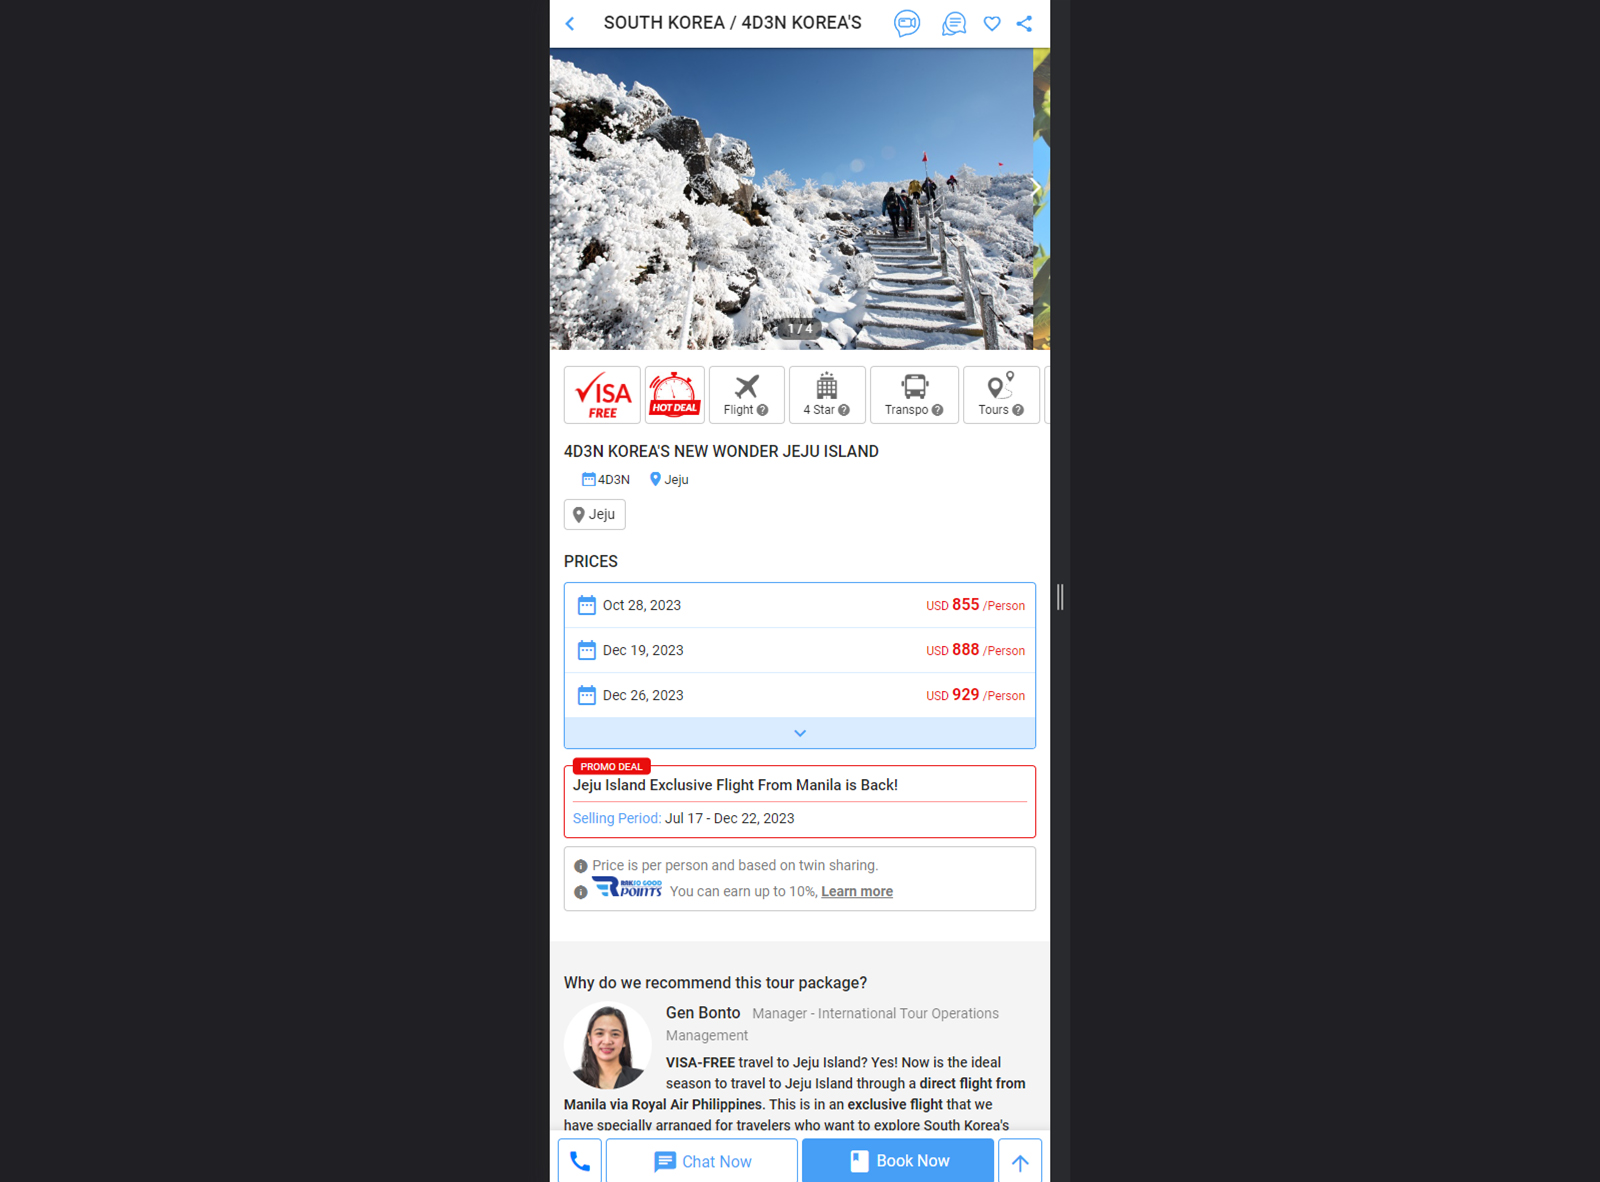 SOUTH KOREA / 4D3N KOREA'S
1 / 4
VISA
FREE
HOT DEAL
Flight
4 Star
Transpo
Tours
4D3N KOREA'S NEW WONDER JEJU ISLAND
4D3N Jeju
Jeju
PRICES
Oct 28, 2023 USD 855 /Person
Dec 19, 2023 USD 888 /Person
Dec 26, 2023 USD 929 /Person
PROMO DEAL
Jeju Island Exclusive Flight From Manila is Back!
Selling Period: Jul 17 - Dec 22, 2023
Price is per person and based on twin sharing.
RAKSO GOOD
POINTS
You can earn up to 10%, Learn more
Why do we recommend this tour package?
Gen Bonto Manager - International Tour Operations
Management
VISA-FREE travel to Jeju Island? Yes! Now is the ideal
season to travel to Jeju Island through a direct flight from
Manila via Royal Air Philippines. This is in an exclusive flight that we
have specially arranged for travelers who want to explore South Korea's
Chat Now
Book Now